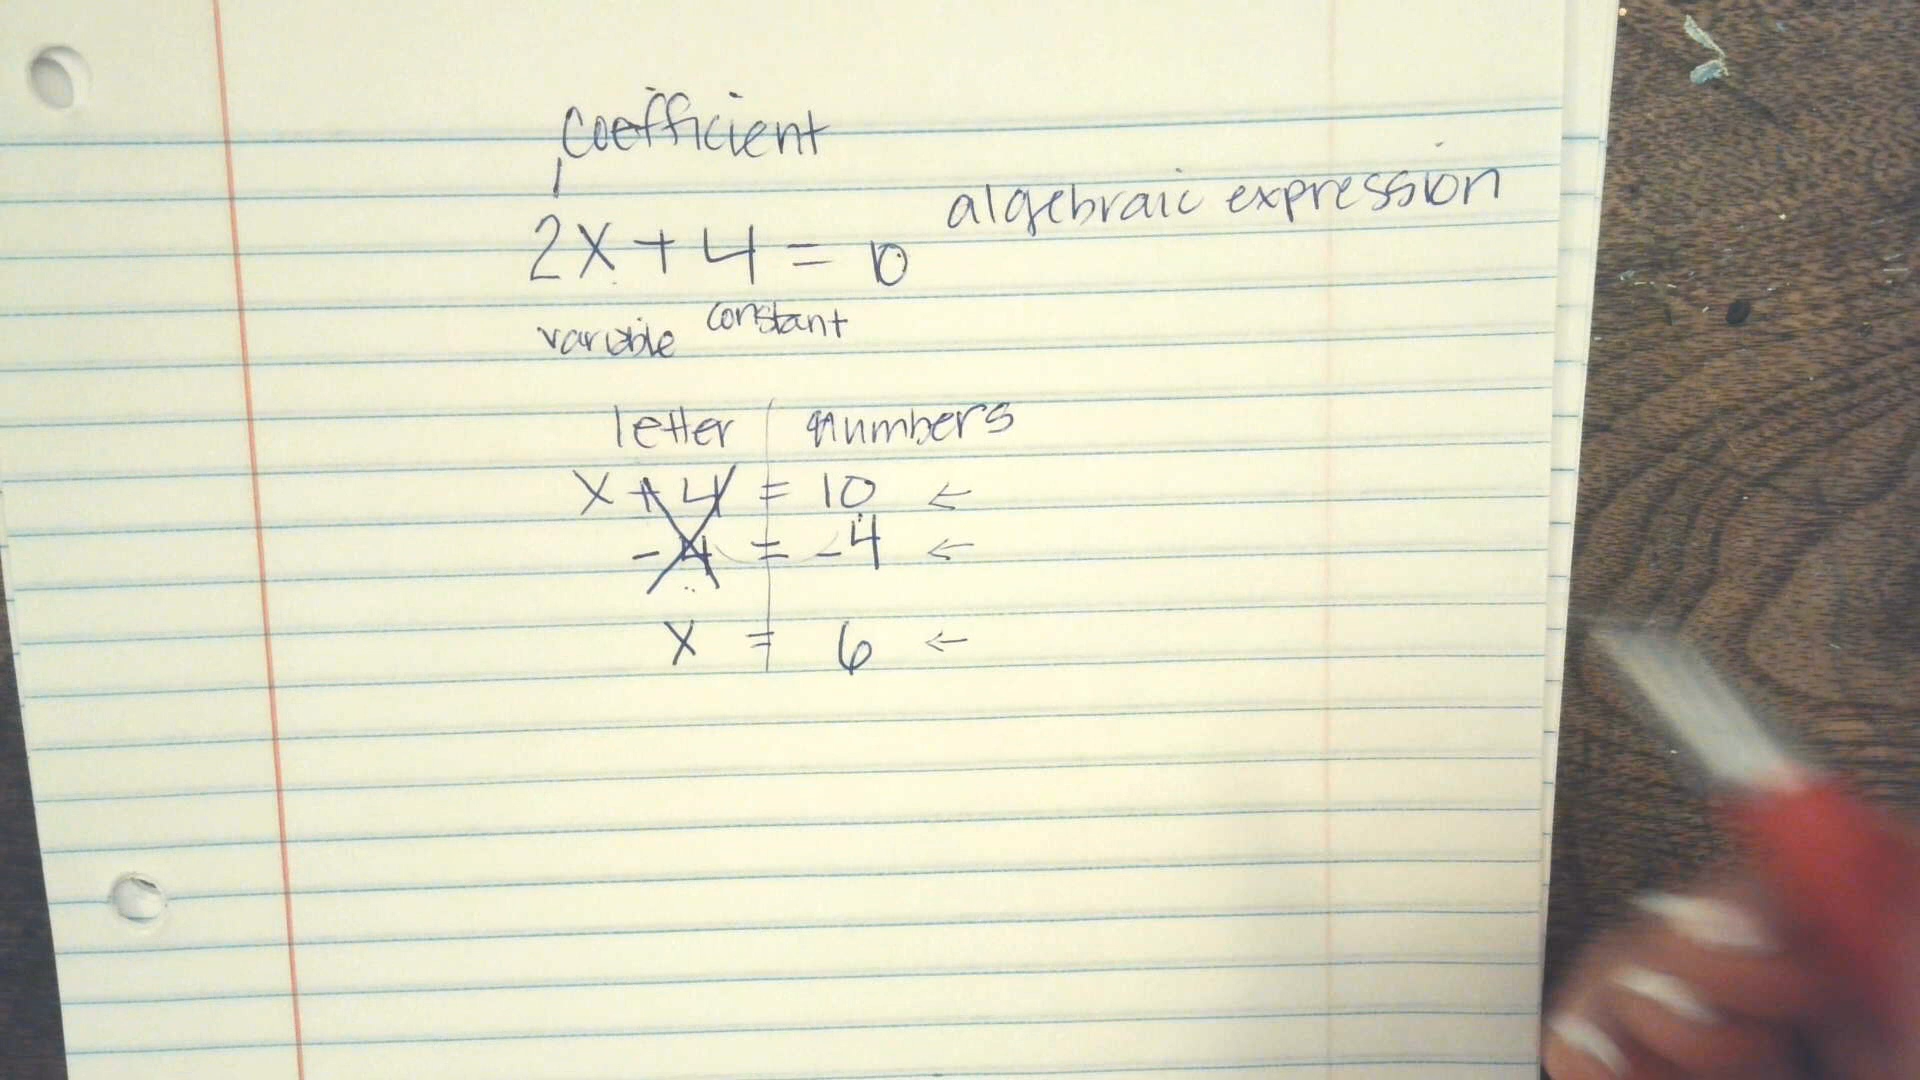 coefficient
algebraic expression
2x + 4 = 10
variable constant
letter numbers
x + 4 = 10 ←
- 4 = - 4 ←
x = 6 ←